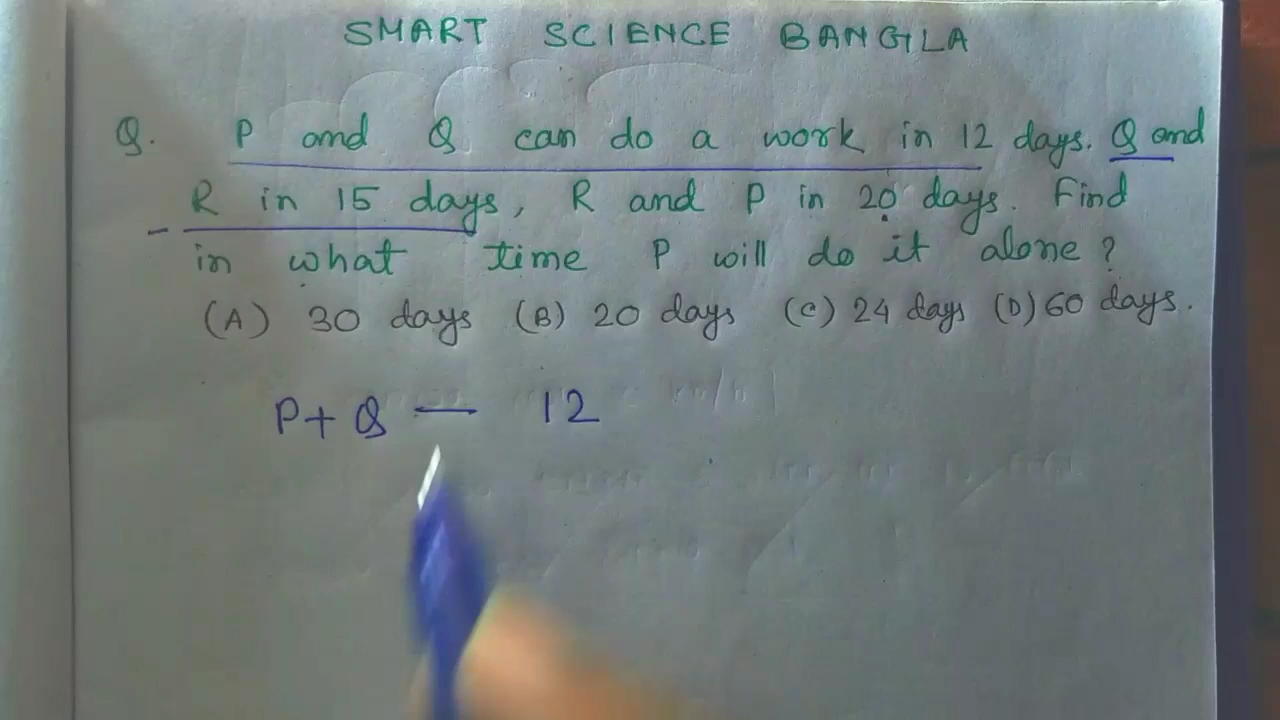 SMART SCIENCE BANGLA
Q. P and Q can do a work in 12 days. Q and
R in 15 days, R and P in 20 days. Find
in what time P will do it alone?
(A) 30 days (B) 20 days (C) 24 days (D) 60 days.
P+Q — 12